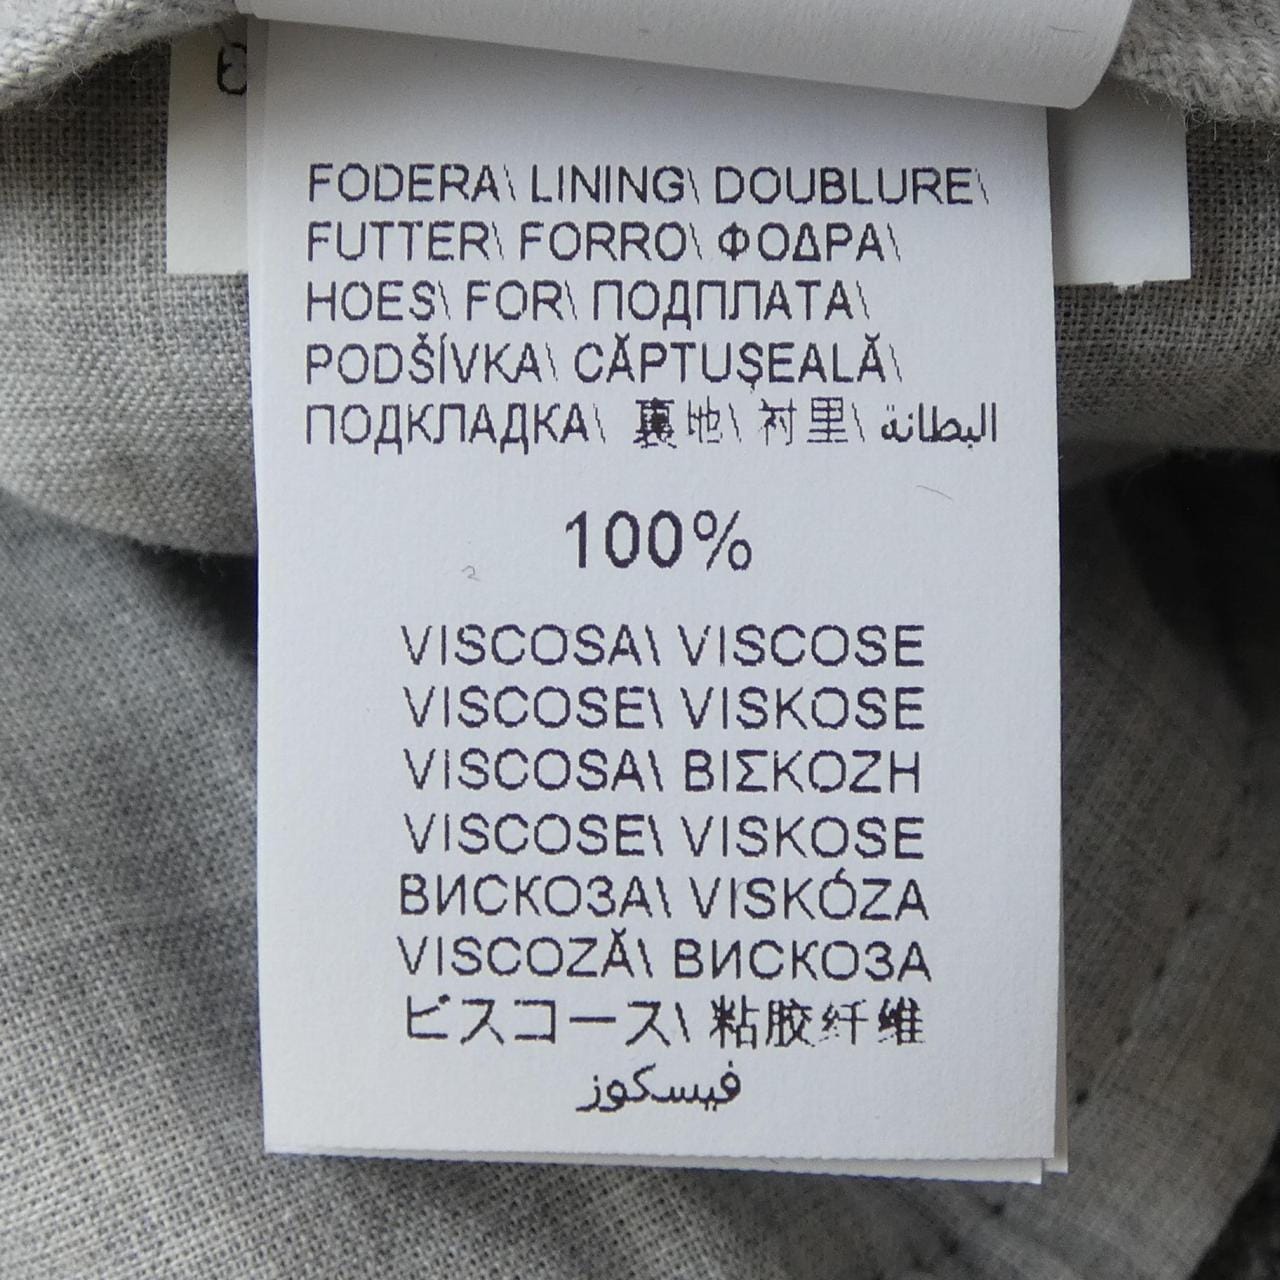 FODERA\ LINING\ DOUBLURE\
FUTTER\ FORRO\ ΦΟΔΡΑ\
HOES\ FOR\ ПОДПЛАТА\
PODŠÍVKA\ CĂPTUȘEALĂ\
ПОДКЛАДКА\ 裏地\ 衬里\ البطانة
100%
VISCOSA\ VISCOSE
VISCOSE\ VISKOSE
VISCOSA\ ΒΙΣΚΟΖΗ
VISCOSE\ VISKOSE
ВИСКОЗА\ VISKÓZA
VISCOZĂ\ ВИСКОЗА
ビスコース\ 粘胶纤维
فيسكوز